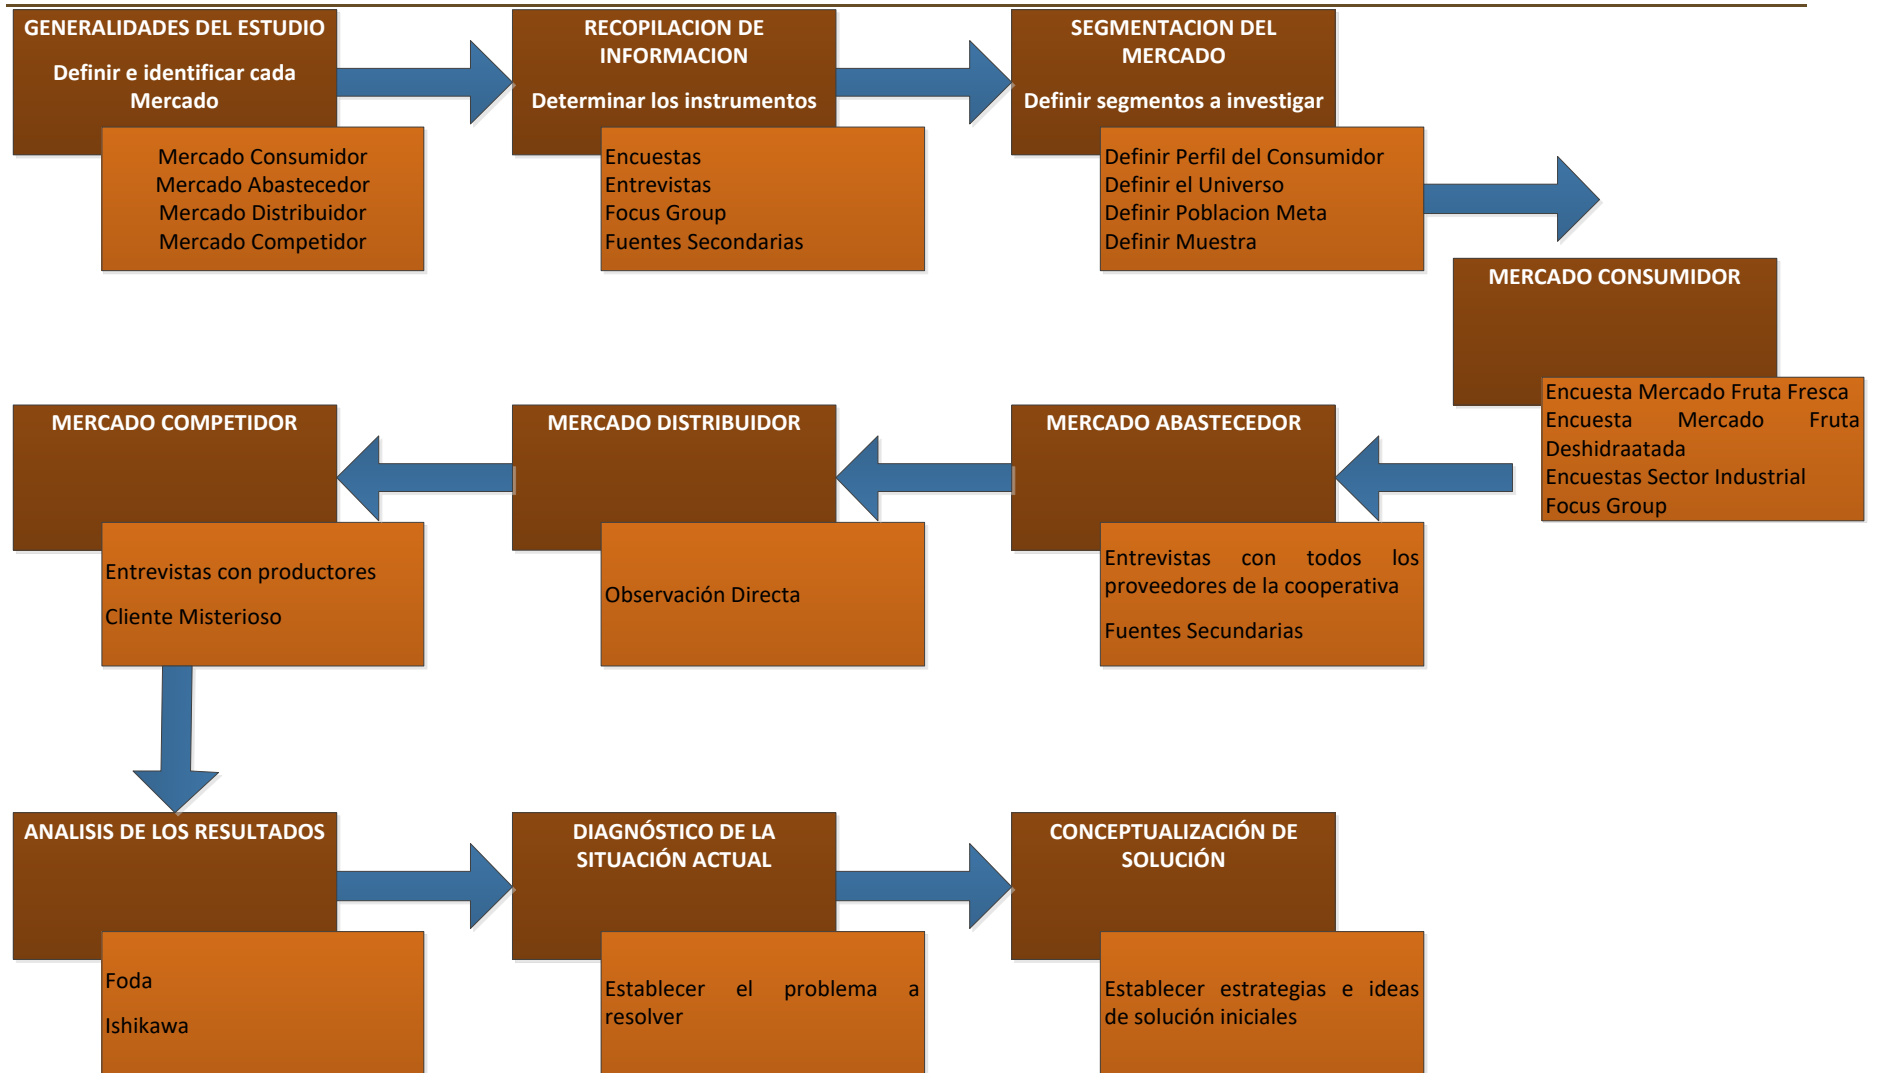 GENERALIDADES DEL ESTUDIO
Definir e identificar cada
Mercado
Mercado Consumidor
Mercado Abastecedor
Mercado Distribuidor
Mercado Competidor
RECOPILACION DE
INFORMACION
Determinar los instrumentos
Encuestas
Entrevistas
Focus Group
Fuentes Secondarias
SEGMENTACION DEL
MERCADO
Definir segmentos a investigar
Definir Perfil del Consumidor
Definir el Universo
Definir Poblacion Meta
Definir Muestra
MERCADO CONSUMIDOR
Encuesta Mercado Fruta Fresca
Encuesta Mercado Fruta
Deshidraatada
Encuestas Sector Industrial
Focus Group
MERCADO ABASTECEDOR
Entrevistas con todos los
proveedores de la cooperativa
Fuentes Secundarias
MERCADO DISTRIBUIDOR
Observación Directa
MERCADO COMPETIDOR
Entrevistas con productores
Cliente Misterioso
ANALISIS DE LOS RESULTADOS
Foda
Ishikawa
DIAGNÓSTICO DE LA
SITUACIÓN ACTUAL
Establecer el problema a
resolver
CONCEPTUALIZACIÓN DE
SOLUCIÓN
Establecer estrategias e ideas
de solución iniciales